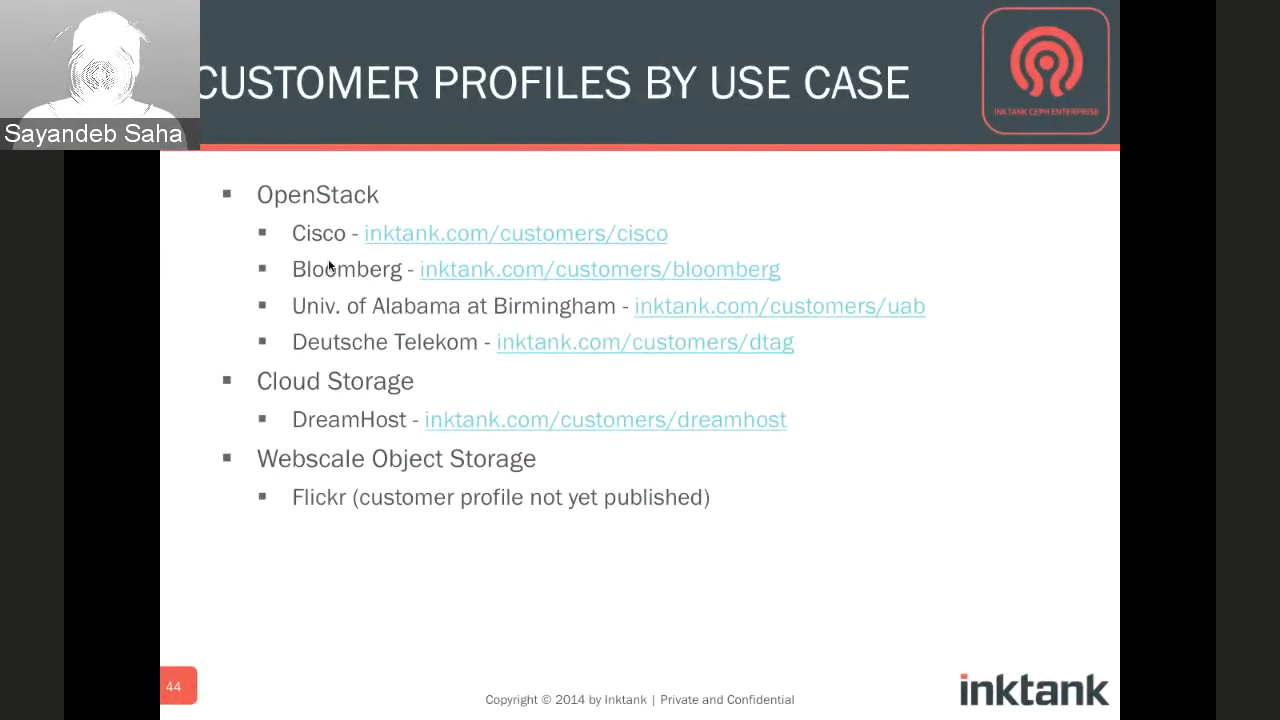 CUSTOMER PROFILES BY USE CASE
INKTANK CEPH ENTERPRISE
Sayandeb Saha
▪ OpenStack
▪ Cisco - inktank.com/customers/cisco
▪ Bloomberg - inktank.com/customers/bloomberg
▪ Univ. of Alabama at Birmingham - inktank.com/customers/uab
▪ Deutsche Telekom - inktank.com/customers/dtag
▪ Cloud Storage
▪ DreamHost - inktank.com/customers/dreamhost
▪ Webscale Object Storage
▪ Flickr (customer profile not yet published)
44
Copyright © 2014 by Inktank | Private and Confidential
inktank